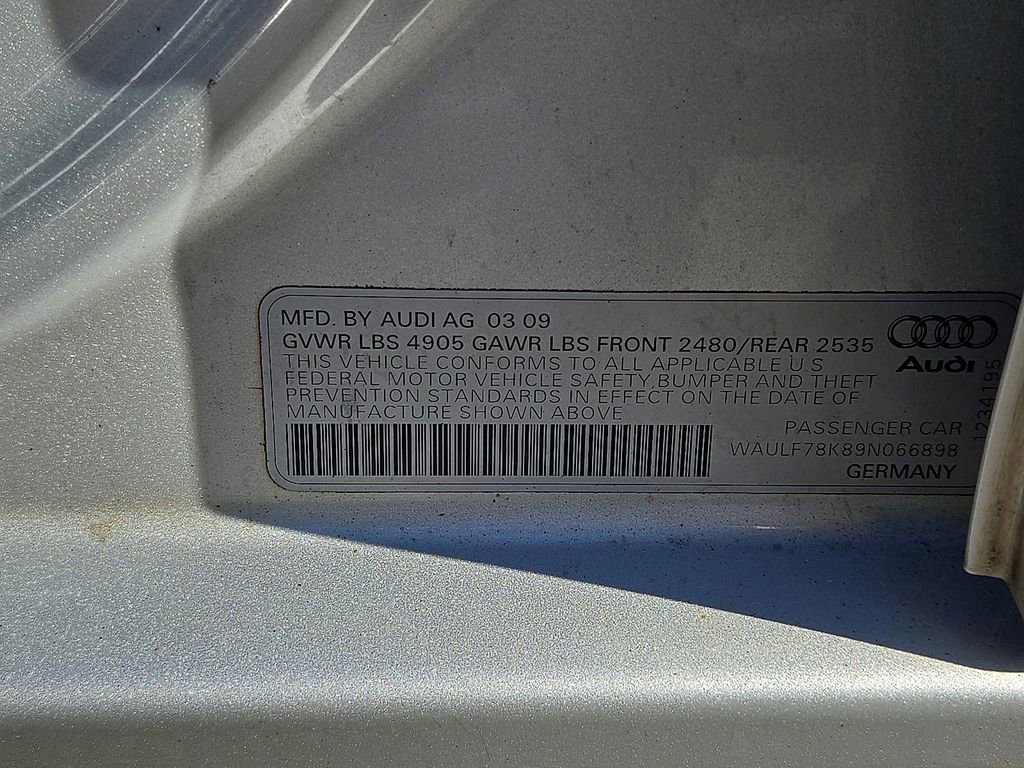 MFD. BY AUDI AG 03 09
GVWR LBS 4905 GAWR LBS FRONT 2480/REAR 2535
THIS VEHICLE CONFORMS TO ALL APPLICABLE U.S
FEDERAL MOTOR VEHICLE SAFETY, BUMPER AND THEFT
PREVENTION STANDARDS IN EFFECT ON THE DATE OF
MANUFACTURE SHOWN ABOVE
Audi
1234195
PASSENGER CAR
WAULF78K89N066898
GERMANY